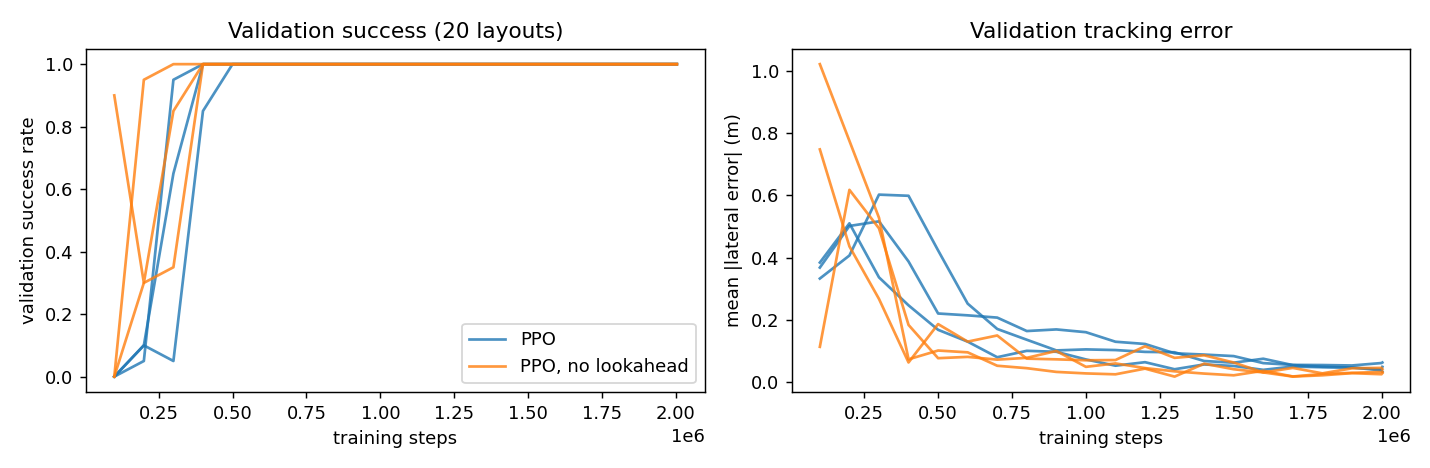 Validation success (20 layouts)
validation success rate
1.0
0.8
0.6
0.4
0.2
0.0
PPO
PPO, no lookahead
0.25 0.50 0.75 1.00 1.25 1.50 1.75 2.00
1e6
training steps
Validation tracking error
mean |lateral error| (m)
1.0
0.8
0.6
0.4
0.2
0.0
0.25 0.50 0.75 1.00 1.25 1.50 1.75 2.00
1e6
training steps